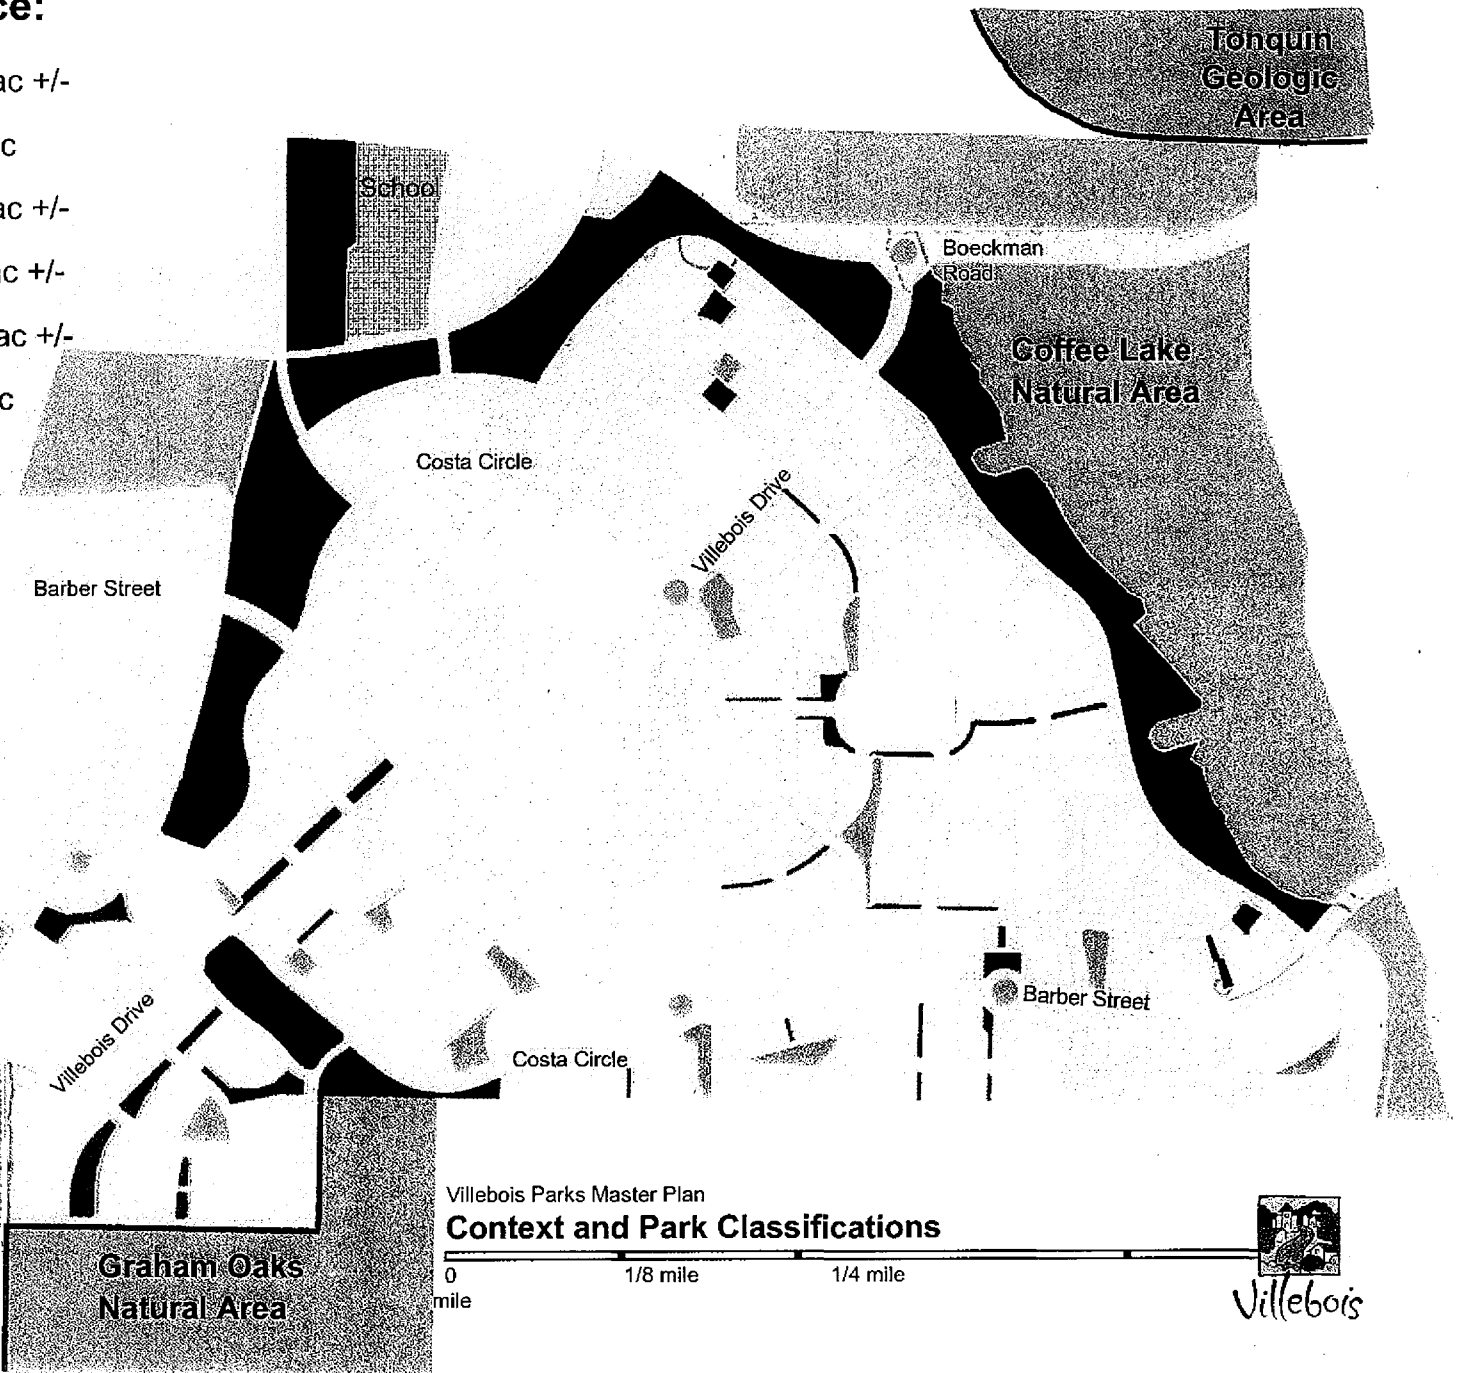 ce:
ac +/-
c
ac +/-
ac +/-
ac +/-
c
Tonquin
Geologic
Area
School
Boeckman
Road
Coffee Lake
Natural Area
Costa Circle
Villebois Drive
Barber Street
Villebois Drive
Barber Street
Costa Circle
Villebois Parks Master Plan
Context and Park Classifications
0
1/8 mile
1/4 mile
mile
Graham Oaks
Natural Area
Villebois